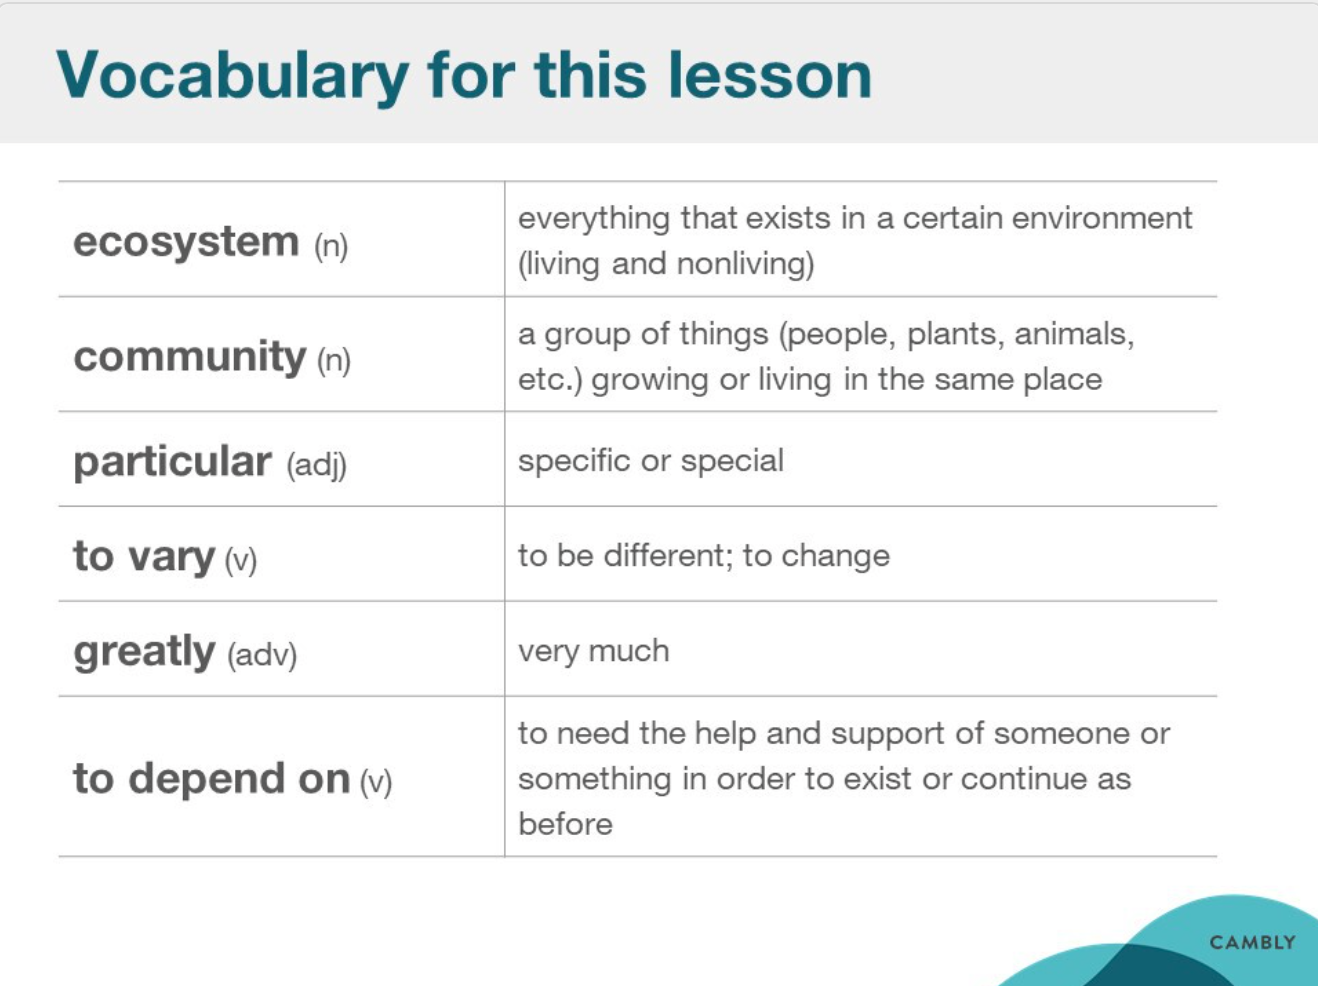 Vocabulary for this lesson
ecosystem (n)
everything that exists in a certain environment
(living and nonliving)
community (n)
a group of things (people, plants, animals,
etc.) growing or living in the same place
particular (adj)
specific or special
to vary (v)
to be different; to change
greatly (adv)
very much
to depend on (v)
to need the help and support of someone or
something in order to exist or continue as
before
CAMBLY